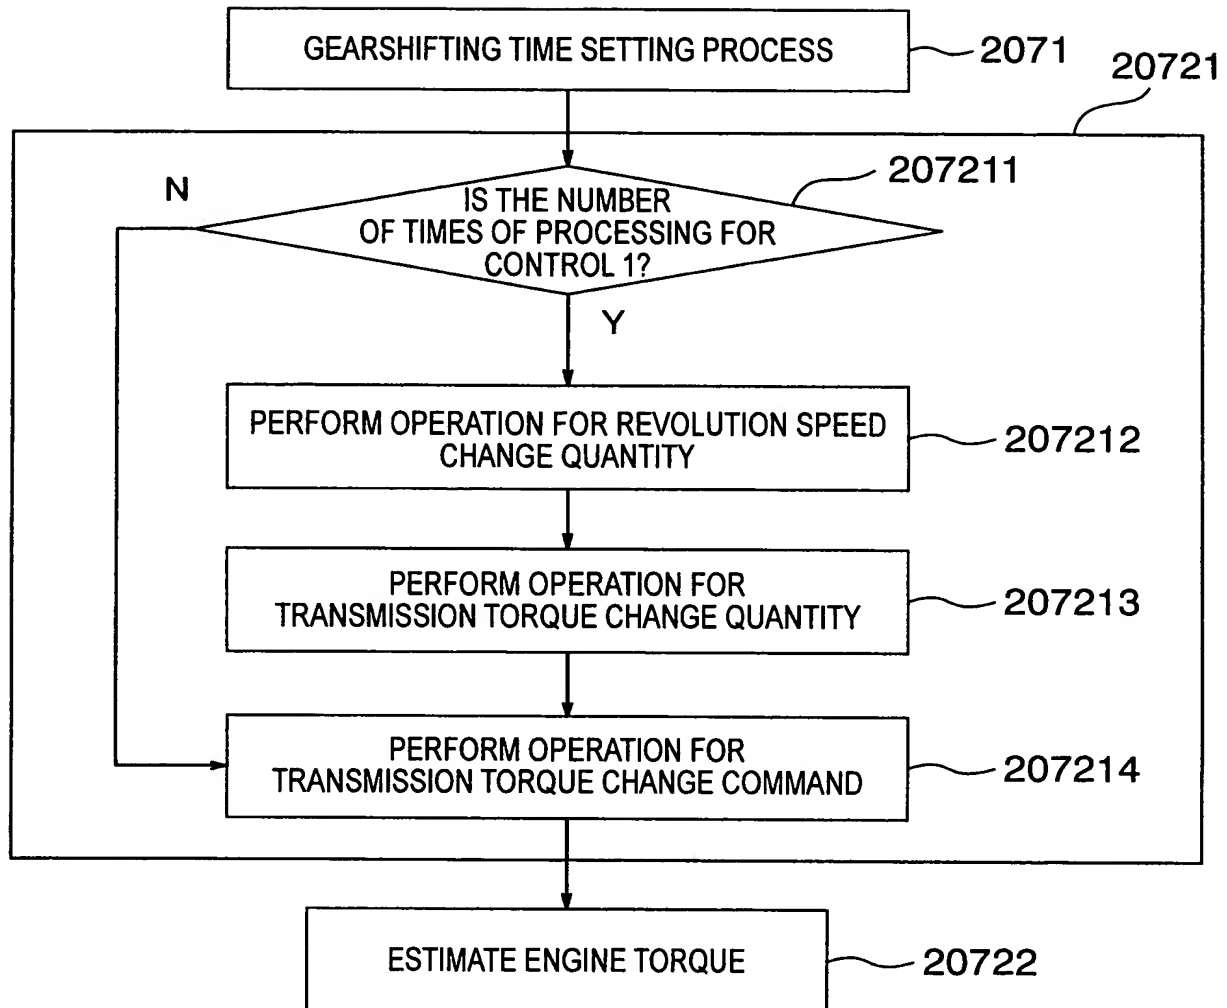 GEARSHIFTING TIME SETTING PROCESS
2071
20721
207211
N
IS THE NUMBER
OF TIMES OF PROCESSING FOR
CONTROL 1?
Y
PERFORM OPERATION FOR REVOLUTION SPEED
CHANGE QUANTITY
207212
PERFORM OPERATION FOR
TRANSMISSION TORQUE CHANGE QUANTITY
207213
PERFORM OPERATION FOR
TRANSMISSION TORQUE CHANGE COMMAND
207214
ESTIMATE ENGINE TORQUE
20722